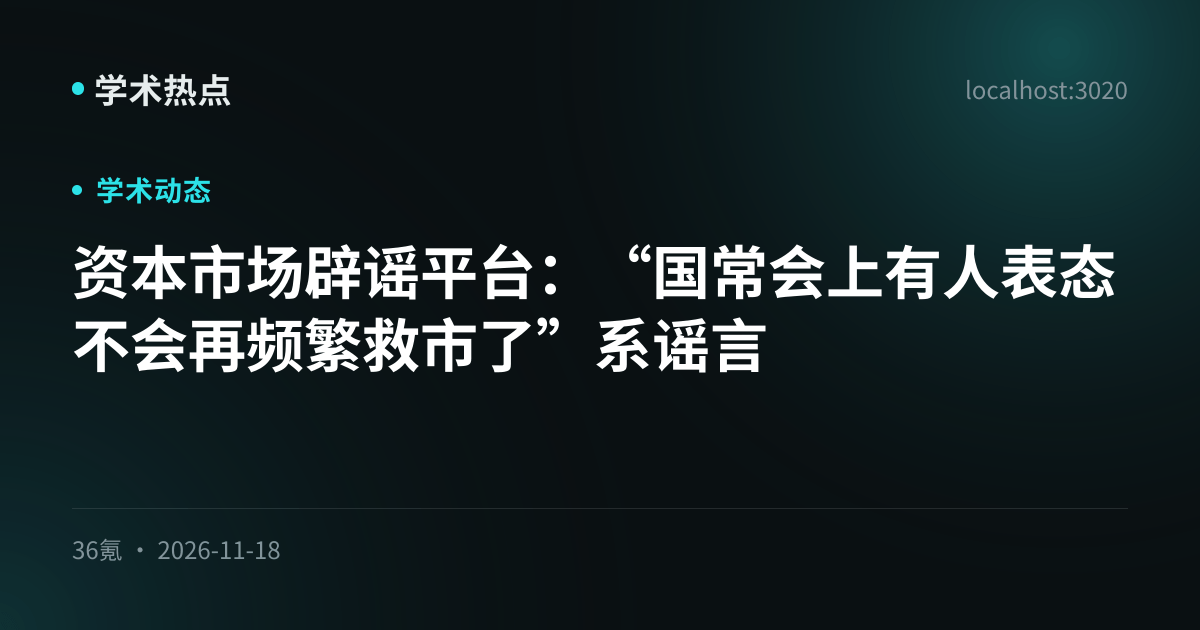 学术热点
localhost:3020
学术动态
资本市场辟谣平台：“国常会上有人表态
不会再频繁救市了”系谣言
36氪 · 2026-11-18